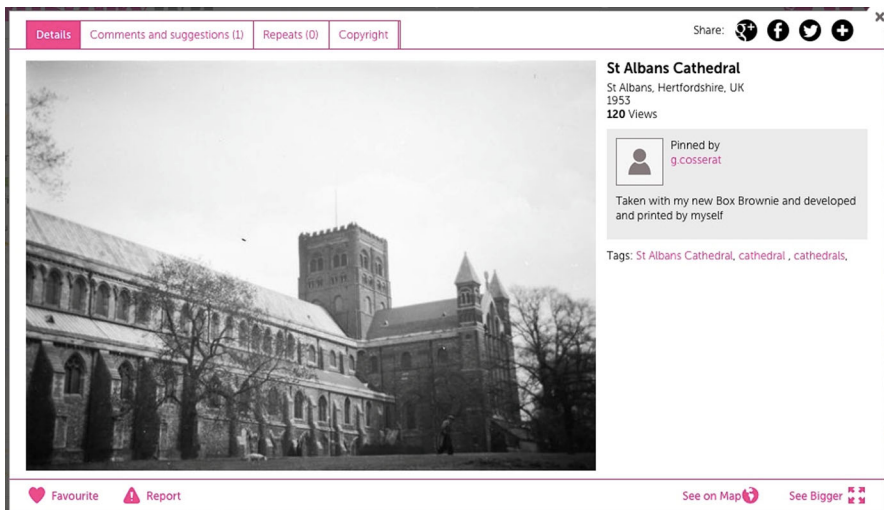 Details
Comments and suggestions (1)
Repeats (0)
Copyright
Share:
St Albans Cathedral
St Albans, Hertfordshire, UK
1953
120 Views
Pinned by
g.cosserat
Taken with my new Box Brownie and developed
and printed by myself
Tags: St Albans Cathedral, cathedral , cathedrals,
Favourite
Report
See on Map
See Bigger